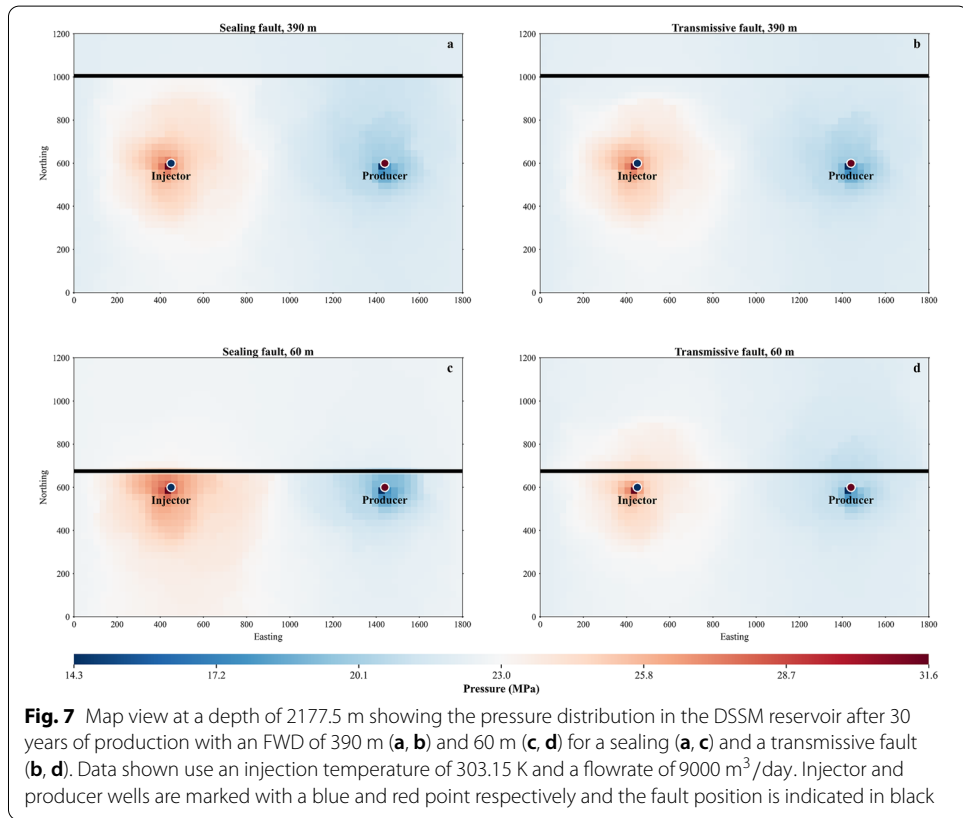 Sealing fault, 390 m
Transmissive fault, 390 m
1200
1000
800
600
400
200
0
Northing
a
Injector
Producer
0 200 400 600 800 1000 1200 1400 1600 1800
1200
1000
800
600
400
200
0
b
Injector
Producer
0 200 400 600 800 1000 1200 1400 1600 1800
Sealing fault, 60 m
Transmissive fault, 60 m
1200
1000
800
600
400
200
0
Northing
c
Injector
Producer
0 200 400 600 800 1000 1200 1400 1600 1800
Easting
1200
1000
800
600
400
200
0
d
Injector
Producer
0 200 400 600 800 1000 1200 1400 1600 1800
14.3 17.2 20.1 23.0 25.8 28.7 31.6
Pressure (MPa)
Fig. 7 Map view at a depth of 2177.5 m showing the pressure distribution in the DSSM reservoir after 30
years of production with an FWD of 390 m (a, b) and 60 m (c, d) for a sealing (a, c) and a transmissive fault
(b, d). Data shown use an injection temperature of 303.15 K and a flowrate of 9000 m³/day. Injector and
producer wells are marked with a blue and red point respectively and the fault position is indicated in black